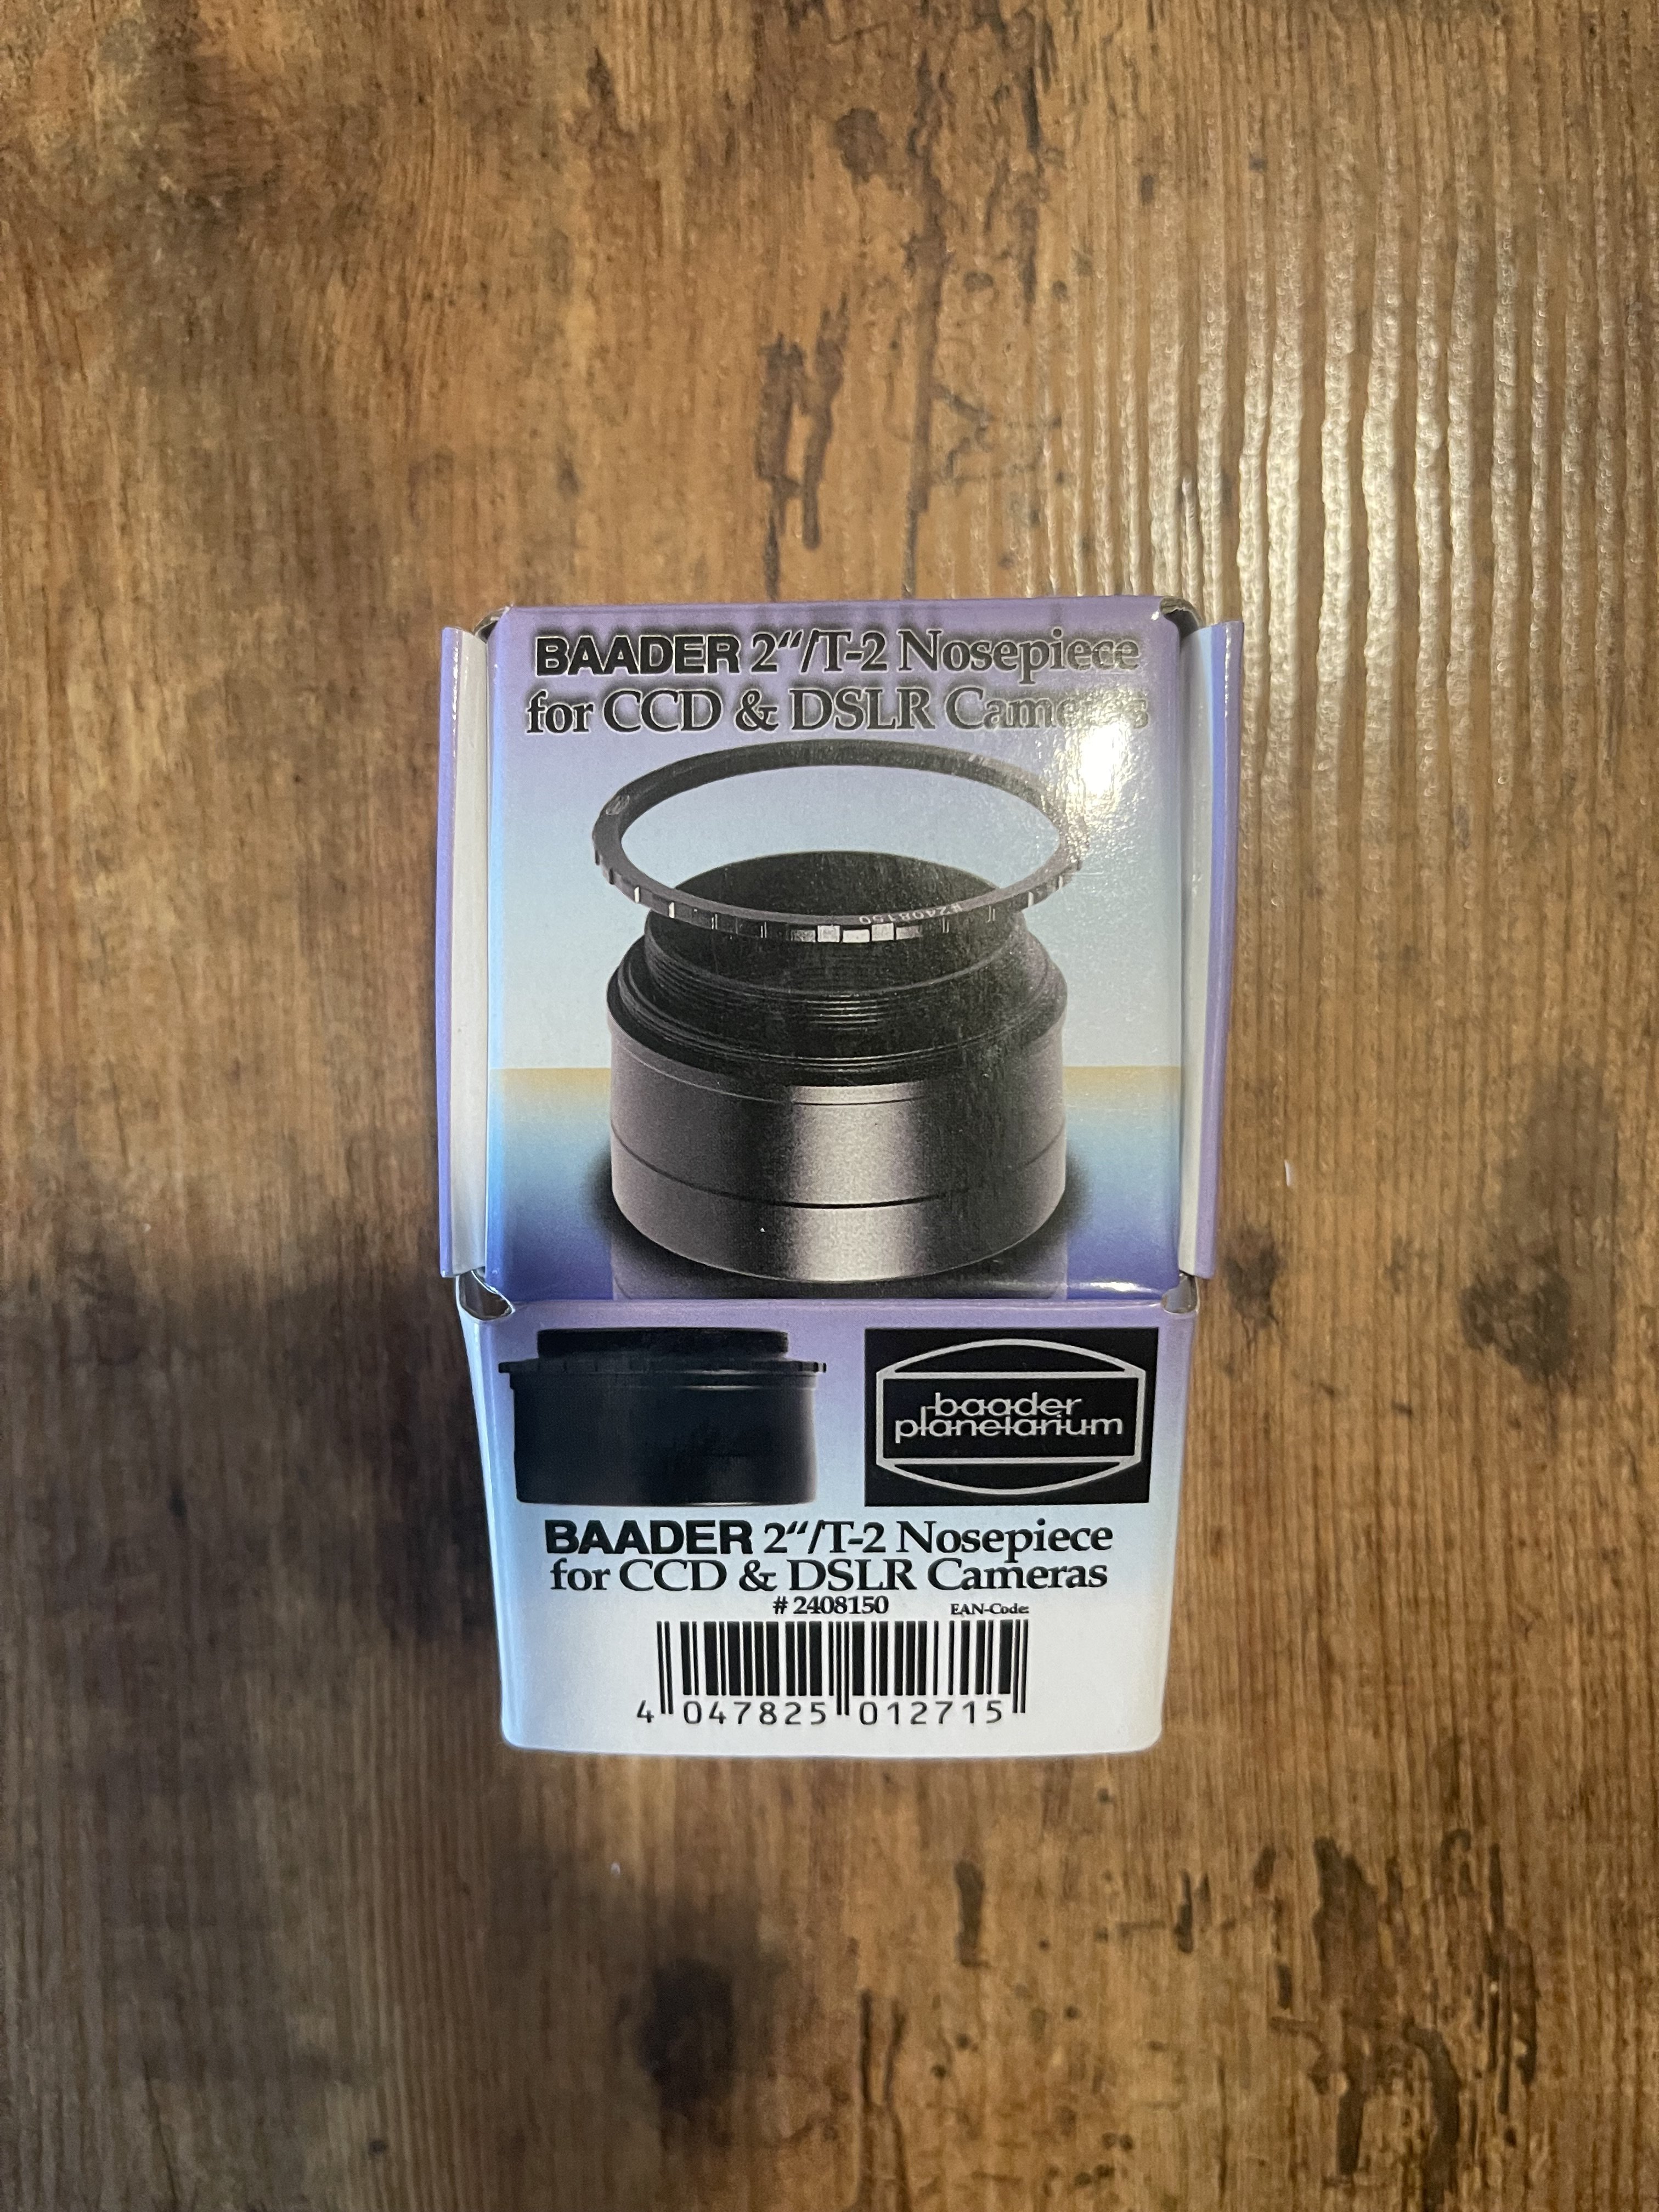 BAADER 2“/T-2 Nosepiece
for CCD & DSLR Cameras
#2408150
baader
planetarium
BAADER 2“/T-2 Nosepiece
for CCD & DSLR Cameras
# 2408150 EAN-Code:
4 047825 012715